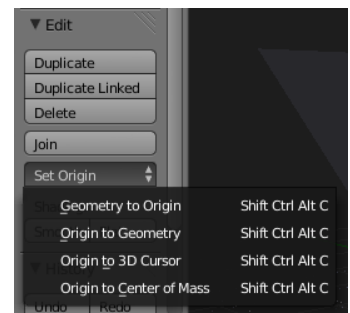 Edit
Duplicate
Duplicate Linked
Delete
Join
Set Origin
Geometry to Origin Shift Ctrl Alt C
Origin to Geometry Shift Ctrl Alt C
Origin to 3D Cursor Shift Ctrl Alt C
Origin to Center of Mass Shift Ctrl Alt C
History
Undo Redo